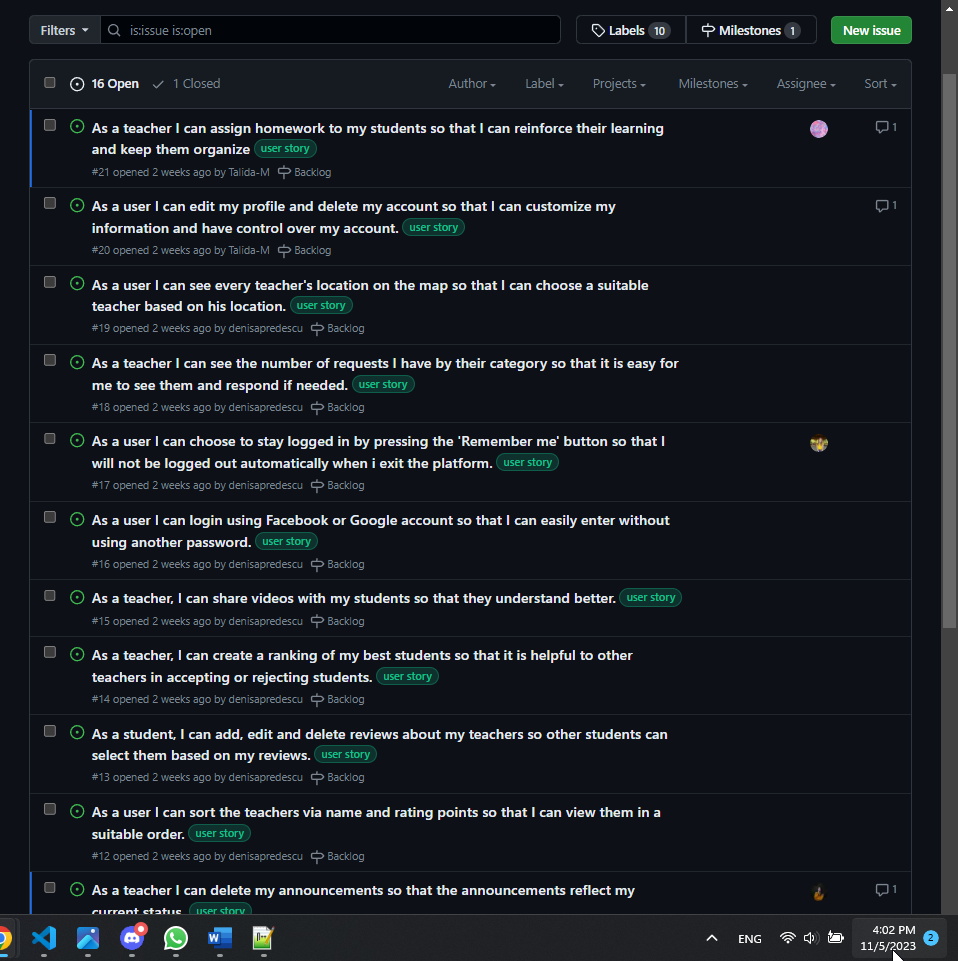 Filters
is:issue is:open
Labels 10
Milestones 1
New issue
16 Open
1 Closed
Author
Label
Projects
Milestones
Assignee
Sort
As a teacher I can assign homework to my students so that I can reinforce their learning
and keep them organize user story
1
#21 opened 2 weeks ago by Talida-M Backlog
As a user I can edit my profile and delete my account so that I can customize my
information and have control over my account. user story
1
#20 opened 2 weeks ago by Talida-M Backlog
As a user I can see every teacher's location on the map so that I can choose a suitable
teacher based on his location. user story
#19 opened 2 weeks ago by denisapredescu Backlog
As a teacher I can see the number of requests I have by their category so that it is easy for
me to see them and respond if needed. user story
#18 opened 2 weeks ago by denisapredescu Backlog
As a user I can choose to stay logged in by pressing the 'Remember me' button so that I
will not be logged out automatically when i exit the platform. user story
#17 opened 2 weeks ago by denisapredescu Backlog
As a user I can login using Facebook or Google account so that I can easily enter without
using another password. user story
#16 opened 2 weeks ago by denisapredescu Backlog
As a teacher, I can share videos with my students so that they understand better. user story
#15 opened 2 weeks ago by denisapredescu Backlog
As a teacher, I can create a ranking of my best students so that it is helpful to other
teachers in accepting or rejecting students. user story
#14 opened 2 weeks ago by denisapredescu Backlog
As a student, I can add, edit and delete reviews about my teachers so other students can
select them based on my reviews. user story
#13 opened 2 weeks ago by denisapredescu Backlog
As a user I can sort the teachers via name and rating points so that I can view them in a
suitable order. user story
#12 opened 2 weeks ago by denisapredescu Backlog
As a teacher I can delete my announcements so that the announcements reflect my
current status. user story
1
W
ENG
4:02 PM
11/5/2023
2